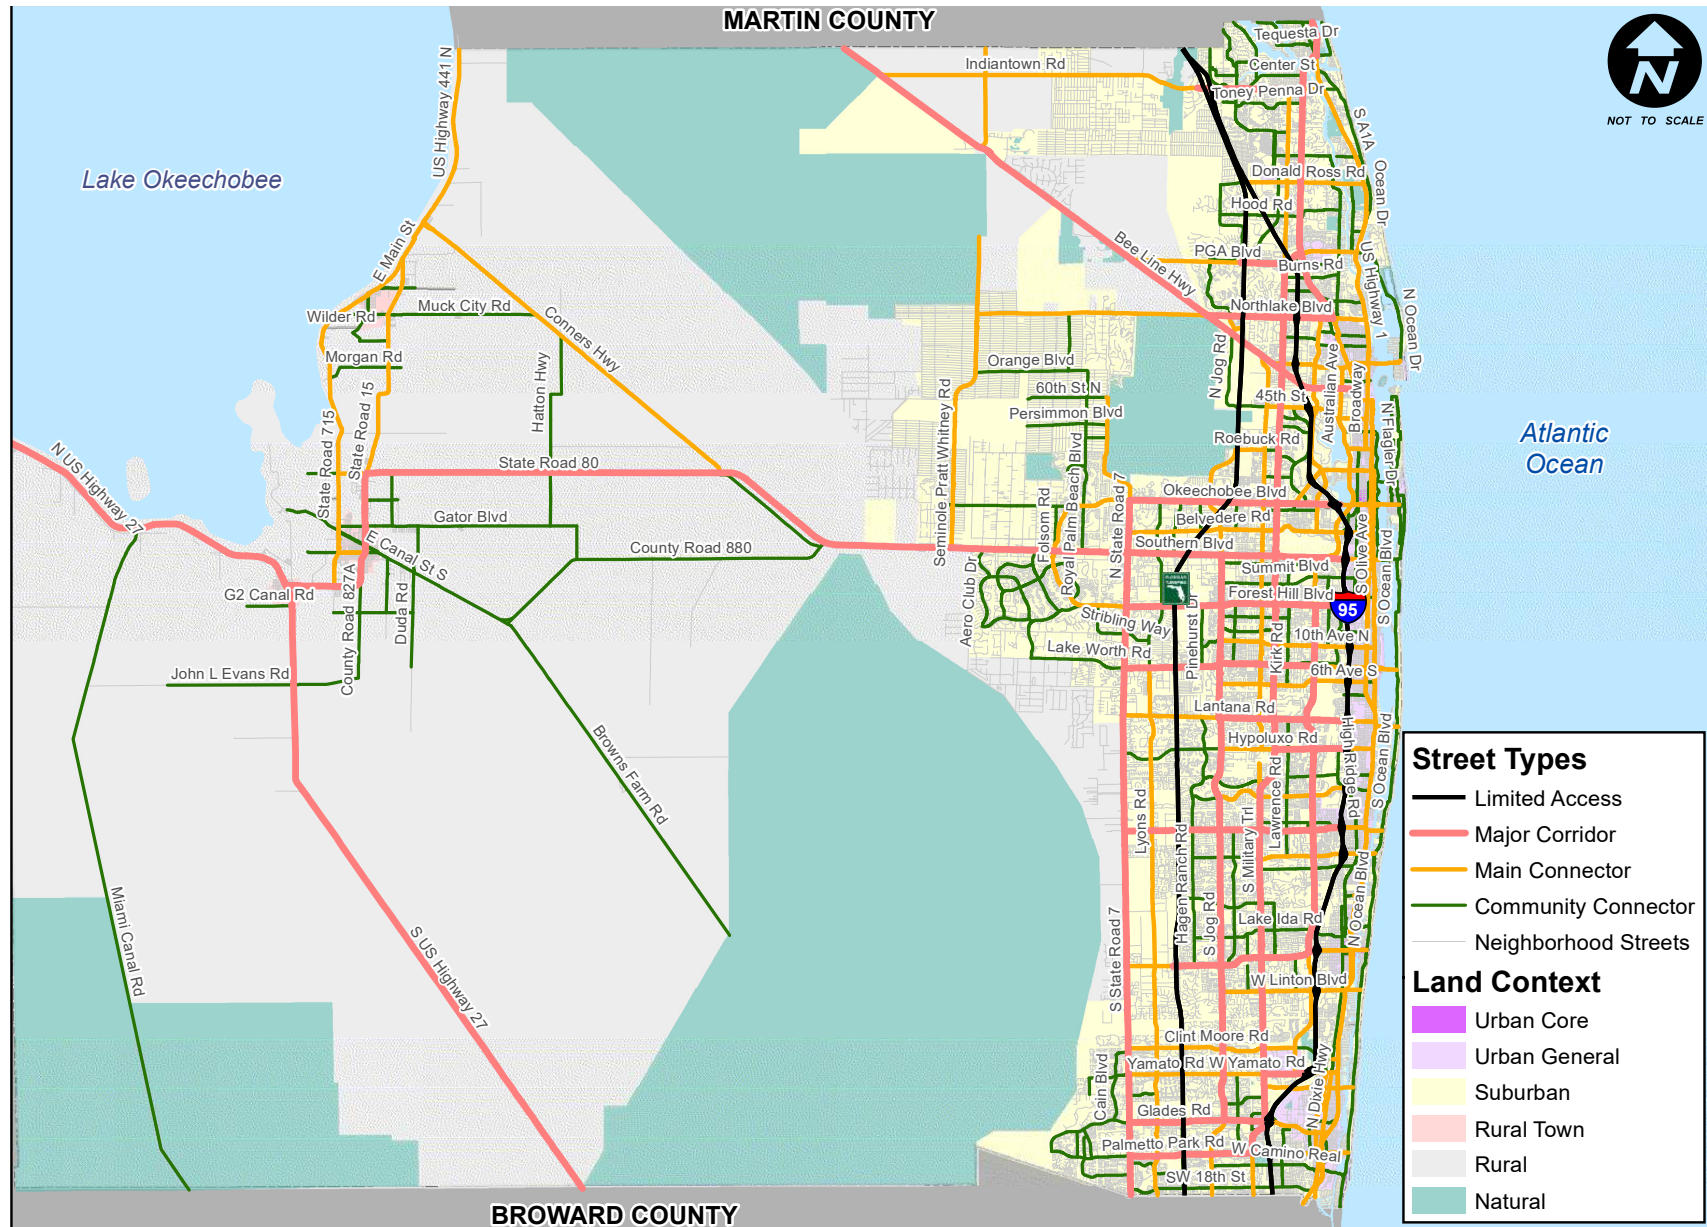 MARTIN COUNTY
Tequesta Dr
Center St
Indiantown Rd
Toney Penna Dr
N
NOT TO SCALE
US Highway 441 N
S A1A
Lake Okeechobee
Donald Ross Rd
Ocean Dr
Hood Rd
E Main St
Bee Line Hwy
PGA Blvd
Burns Rd
US Highway 1
N Ocean Dr
Muck City Rd
Wilder Rd
Conners Hwy
Northlake Blvd
Morgan Rd
Hatton Hwy
Orange Blvd
N Jog Rd
Australian Ave
Broadway
State Road 15
60th St N
45th St
Seminole Pratt Whitney Rd
Persimmon Blvd
N Flagler Dr
Atlantic
Ocean
Roebuck Rd
N US Highway 27
State Road 715
State Road 80
Royal Palm Beach Blvd
N State Road 7
Okeechobee Blvd
Folsom Rd
Belvedere Rd
Gator Blvd
E Canal St S
County Road 880
Southern Blvd
S Olive Ave
S Ocean Blvd
Summit Blvd
FLORIDA
TURNPIKE
G2 Canal Rd
County Road 827A
Duda Rd
Aero Club Dr
Forest Hill Blvd
95
Stribling Way
Pinehurst Dr
10th Ave N
Kirk Rd
Lake Worth Rd
6th Ave S
John L Evans Rd
Lantana Rd
Hypoluxo Rd
High Ridge Rd
S Ocean Blvd
Browns Farm Rd
Lyons Rd
Hagen Ranch Rd
S Military Trl
Lawrence Rd
Miami Canal Rd
S US Highway 27
S State Road 7
S Jog Rd
Lake Ida Rd
N Ocean Blvd
W Linton Blvd
Clint Moore Rd
Yamato Rd
W Yamato Rd
Cain Blvd
N Dixie Hwy
Glades Rd
Palmetto Park Rd
W Camino Real
SW 18th St
BROWARD COUNTY
Street Types
Limited Access
Major Corridor
Main Connector
Community Connector
Neighborhood Streets
Land Context
Urban Core
Urban General
Suburban
Rural Town
Rural
Natural